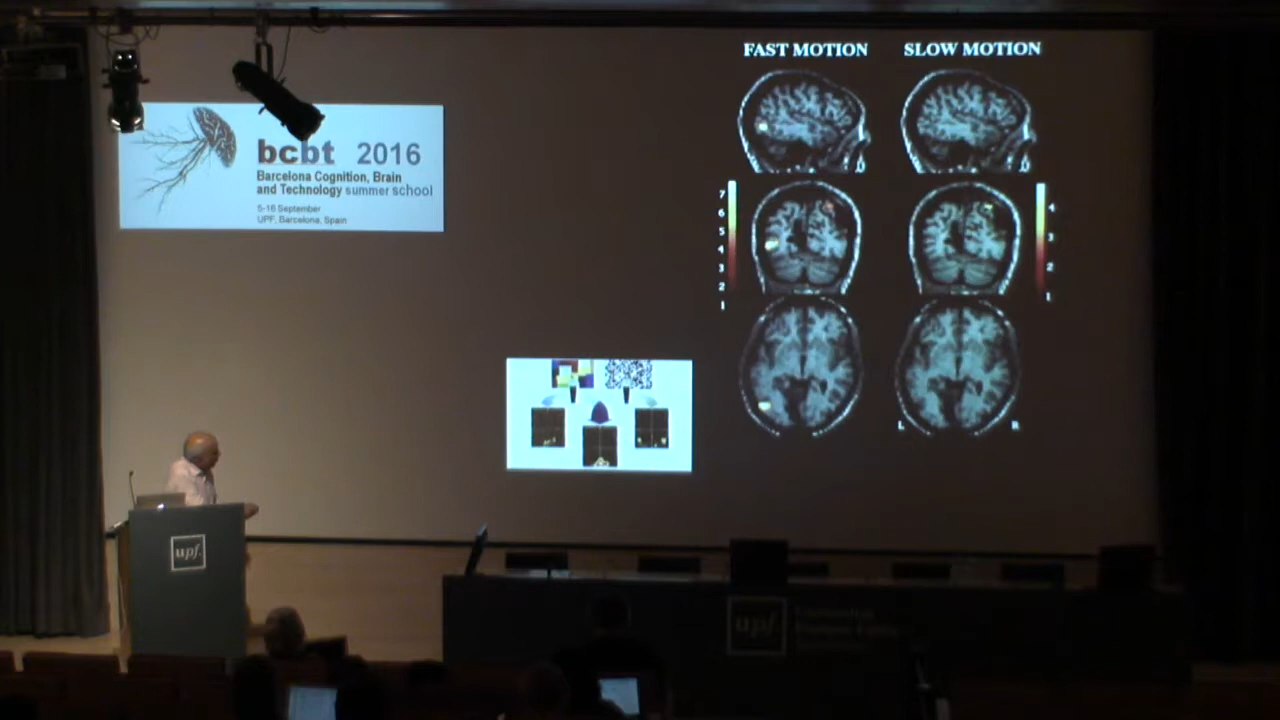 bcbt 2016
Barcelona Cognition, Brain
and Technology summer school
5-16 September
UPF, Barcelona, Spain
FAST MOTION
SLOW MOTION
7
6
5
4
3
2
1
4
3
2
1
L
R
upf.
upf.